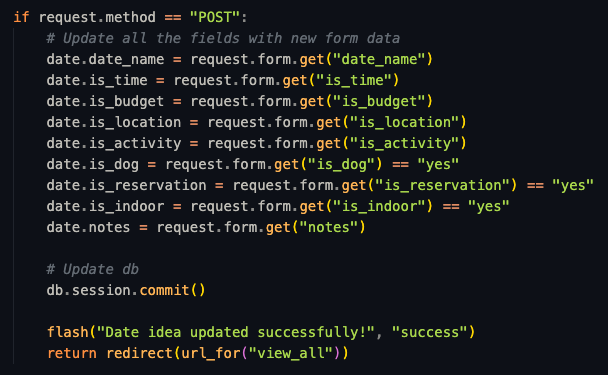 if request.method == "POST":
# Update all the fields with new form data
date.date_name = request.form.get("date_name")
date.is_time = request.form.get("is_time")
date.is_budget = request.form.get("is_budget")
date.is_location = request.form.get("is_location")
date.is_activity = request.form.get("is_activity")
date.is_dog = request.form.get("is_dog") == "yes"
date.is_reservation = request.form.get("is_reservation") == "yes"
date.is_indoor = request.form.get("is_indoor") == "yes"
date.notes = request.form.get("notes")
# Update db
db.session.commit()
flash("Date idea updated successfully!", "success")
return redirect(url_for("view_all"))